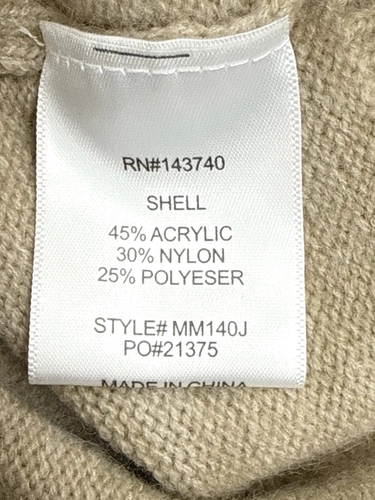 RN#143740
SHELL
45% ACRYLIC
30% NYLON
25% POLYESER
STYLE# MM140J
PO#21375
MADE IN CHINA